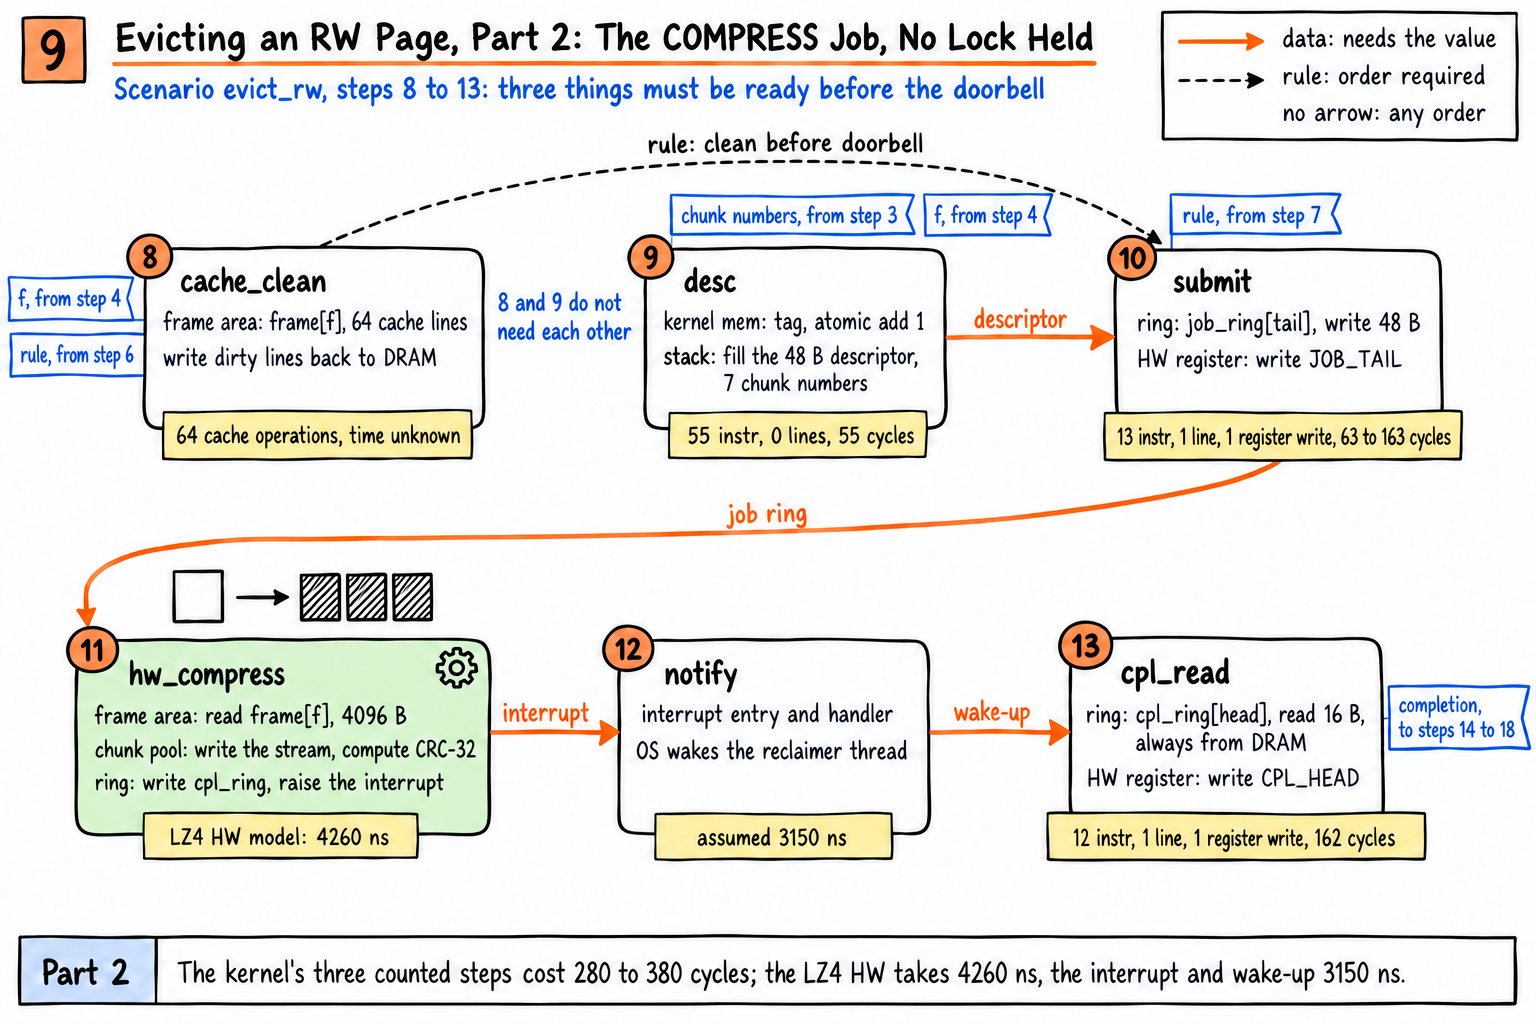 9
Evicting an RW Page, Part 2: The COMPRESS Job, No Lock Held
Scenario evict_rw, steps 8 to 13: three things must be ready before the doorbell
data: needs the value
rule: order required
no arrow: any order
rule: clean before doorbell
chunk numbers, from step 3
f, from step 4
rule, from step 7
8
cache_clean
f, from step 4
rule, from step 6
frame area: frame[f], 64 cache lines
write dirty lines back to DRAM
64 cache operations, time unknown
8 and 9 do not
need each other
9
desc
kernel mem: tag, atomic add 1
stack: fill the 48 B descriptor,
7 chunk numbers
55 instr, 0 lines, 55 cycles
descriptor
10
submit
ring: job_ring[tail], write 48 B
HW register: write JOB_TAIL
13 instr, 1 line, 1 register write, 63 to 163 cycles
job ring
11
hw_compress
frame area: read frame[f], 4096 B
chunk pool: write the stream, compute CRC-32
ring: write cpl_ring, raise the interrupt
LZ4 HW model: 4260 ns
interrupt
12
notify
interrupt entry and handler
OS wakes the reclaimer thread
assumed 3150 ns
wake-up
13
cpl_read
ring: cpl_ring[head], read 16 B,
always from DRAM
HW register: write CPL_HEAD
12 instr, 1 line, 1 register write, 162 cycles
completion,
to steps 14 to 18
Part 2
The kernel's three counted steps cost 280 to 380 cycles; the LZ4 HW takes 4260 ns, the interrupt and wake-up 3150 ns.